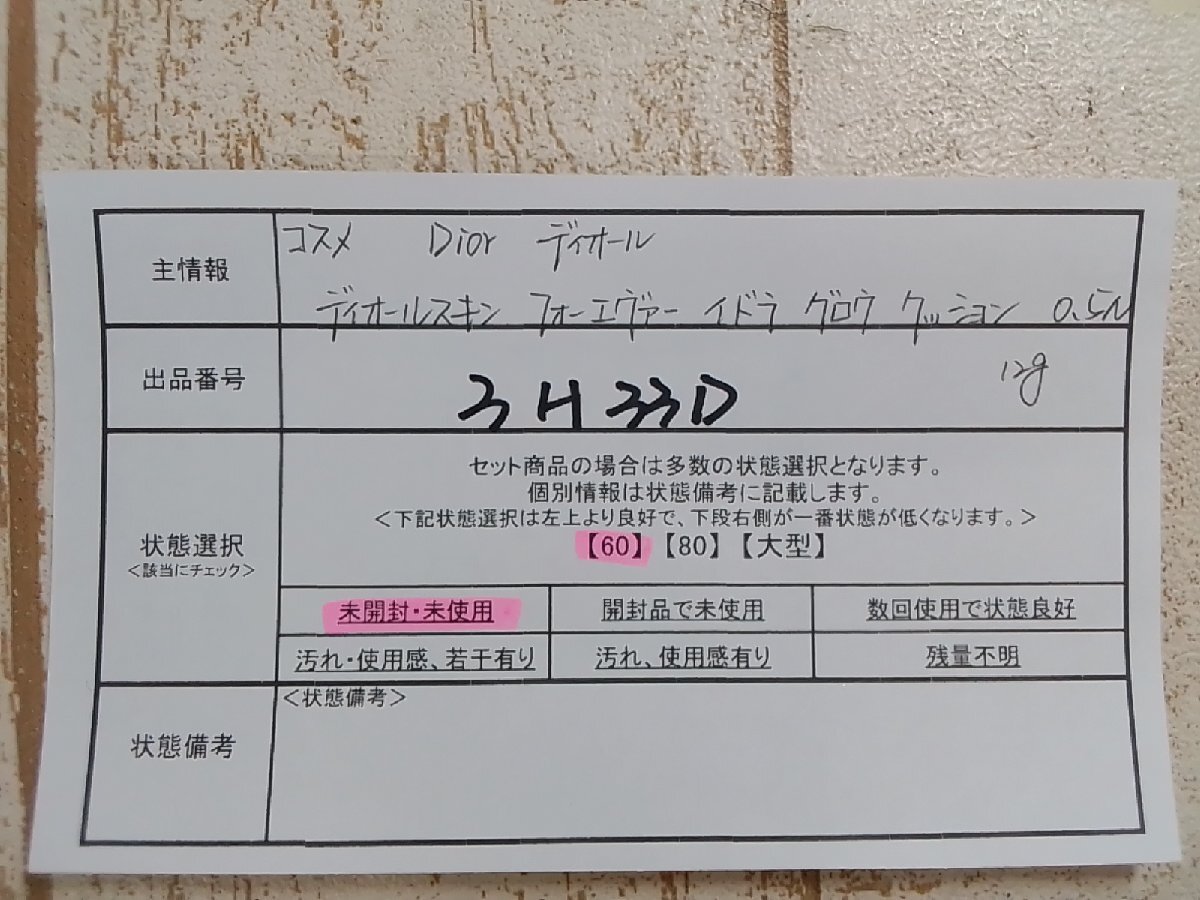 主情報
コスメ Dior ディオール
ディオールスキン フォーエヴァー イドラ グロウ クッション 0.5N
12g
出品番号
3H33D
状態選択
<該当にチェック>
セット商品の場合は多数の状態選択となります。
個別情報は状態備考に記載します。
<下記状態選択は左上より良好で、下段右側が一番状態が低くなります。>
【60】【80】【大型】
未開封・未使用 開封品で未使用 数回使用で状態良好
汚れ・使用感、若干有り 汚れ、使用感有り 残量不明
状態備考
<状態備考>